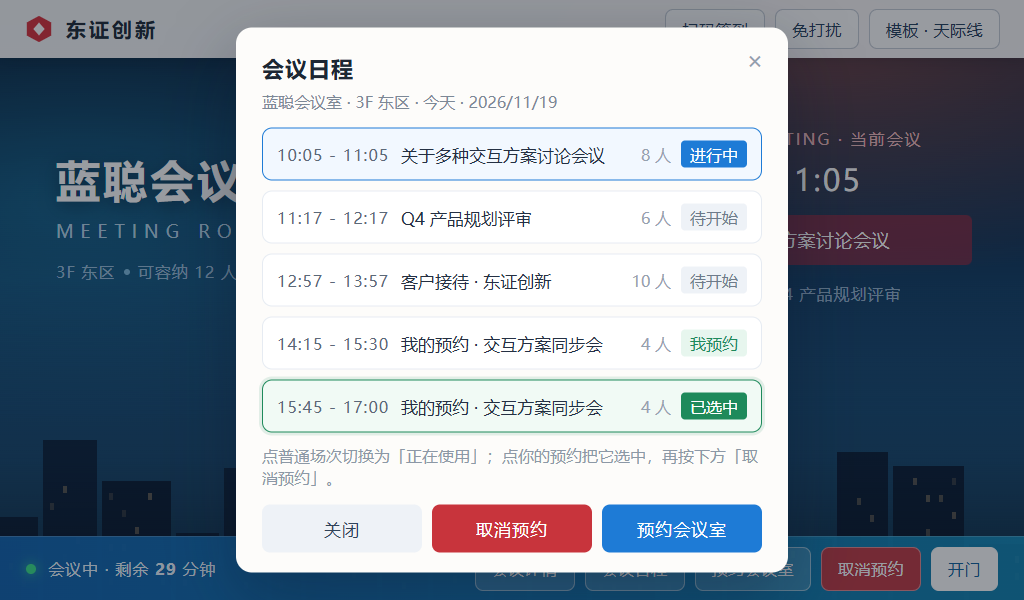 东证创新
免打扰
模板 · 天际线
会议日程
蓝聪会议室 · 3F 东区 · 今天 · 2026/11/19
10:05 - 11:05 关于多种交互方案讨论会议 8 人 进行中
11:17 - 12:17 Q4 产品规划评审 6 人 待开始
12:57 - 13:57 客户接待 · 东证创新 10 人 待开始
14:15 - 15:30 我的预约 · 交互方案同步会 4 人 我预约
15:45 - 17:00 我的预约 · 交互方案同步会 4 人 已选中
点普通场次切换为「正在使用」；点你的预约把它选中，再按下方「取
消预约」。
关闭
取消预约
预约会议室
蓝聪会议
MEETING RO
3F 东区 • 可容纳 12 人
TING · 当前会议
1:05
方案讨论会议
4 产品规划评审
会议中 · 剩余 29 分钟
取消预约
开门